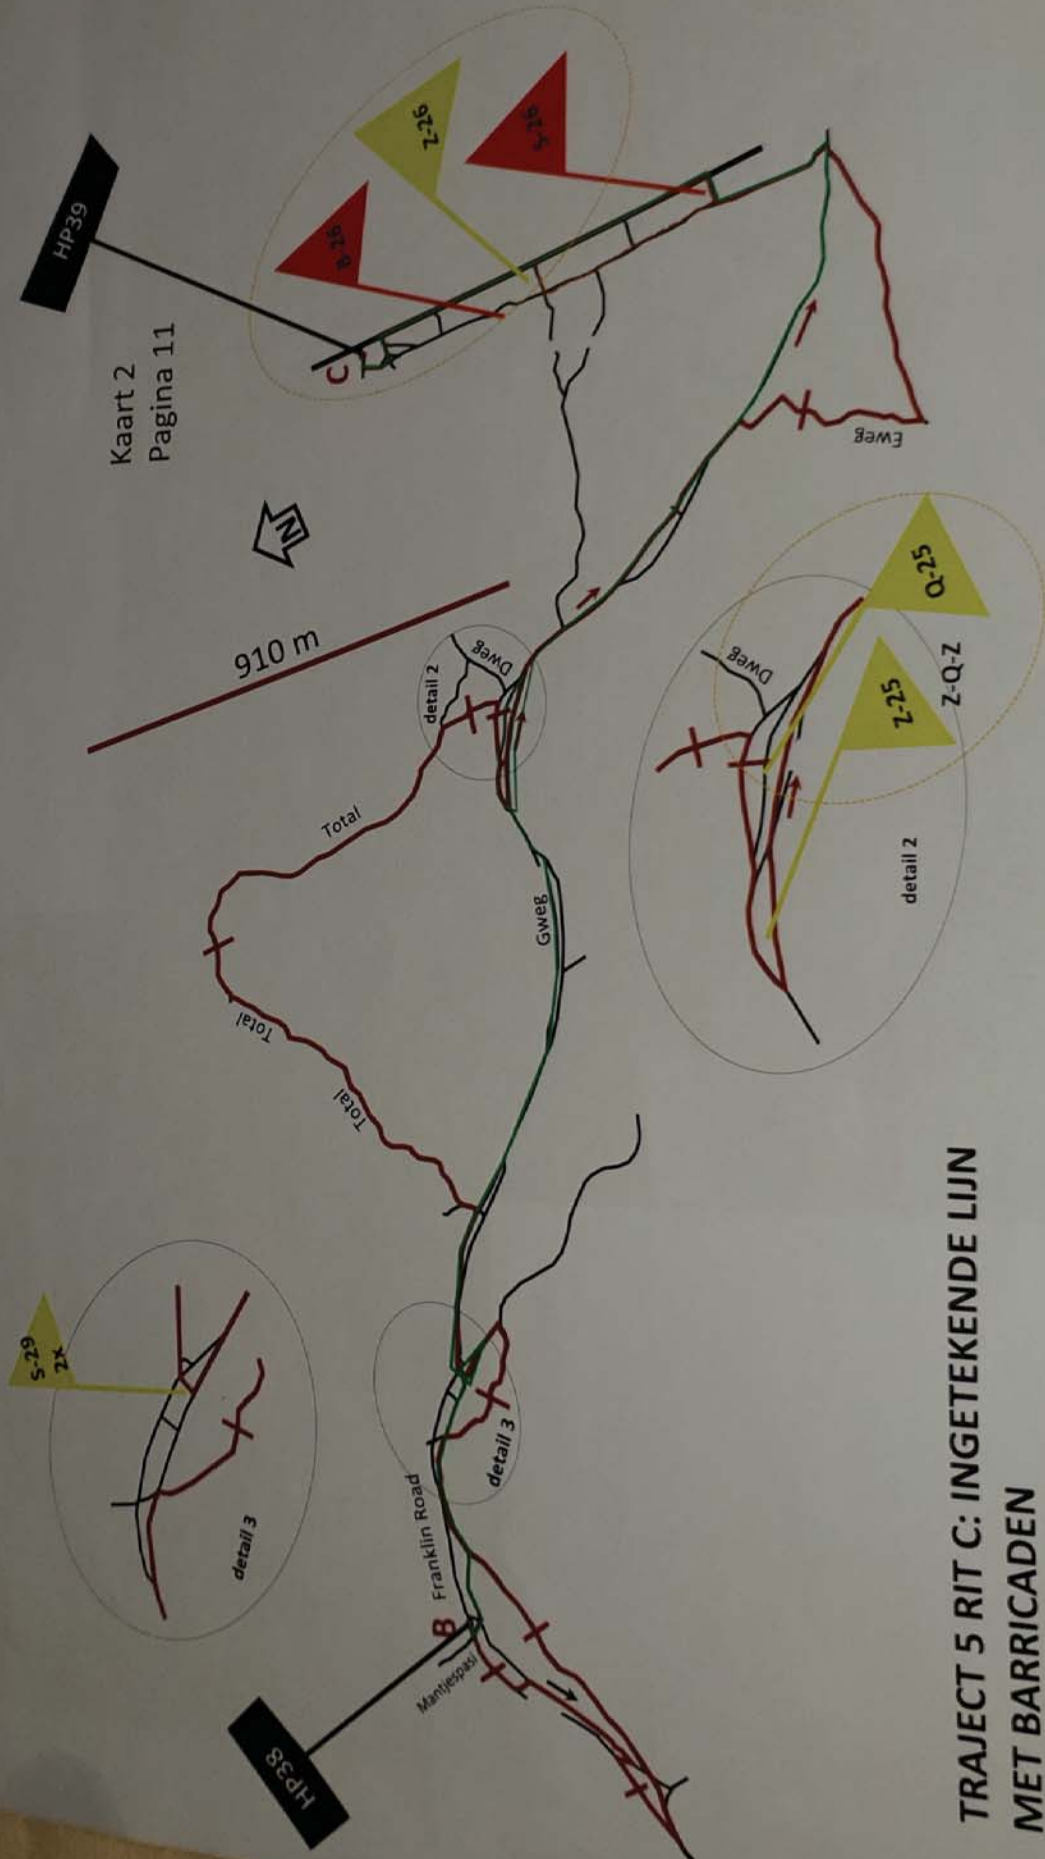 HP39
Kaart 2
Pagina 11
C
B-26
Z-26
S-26
N
910 m
detail 2
Dweg
Total
Total
Total
Gweg
Eweg
Dweg
Q-25
Z-25
Z-Q-Z
detail 2
S-29
2x
detail 3
detail 3
Franklin Road
B
Mantjespasi
HP38
TRAJECT 5 RIT C: INGETEKENDE LIJN
MET BARRICADEN